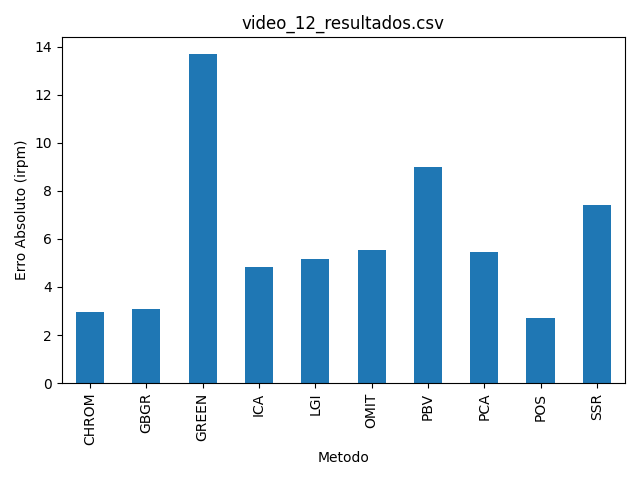 video_12_resultados.csv
Erro Absoluto (irpm)
14
12
10
8
6
4
2
0
CHROM
GBGR
GREEN
ICA
LGI
OMIT
PBV
PCA
POS
SSR
Metodo